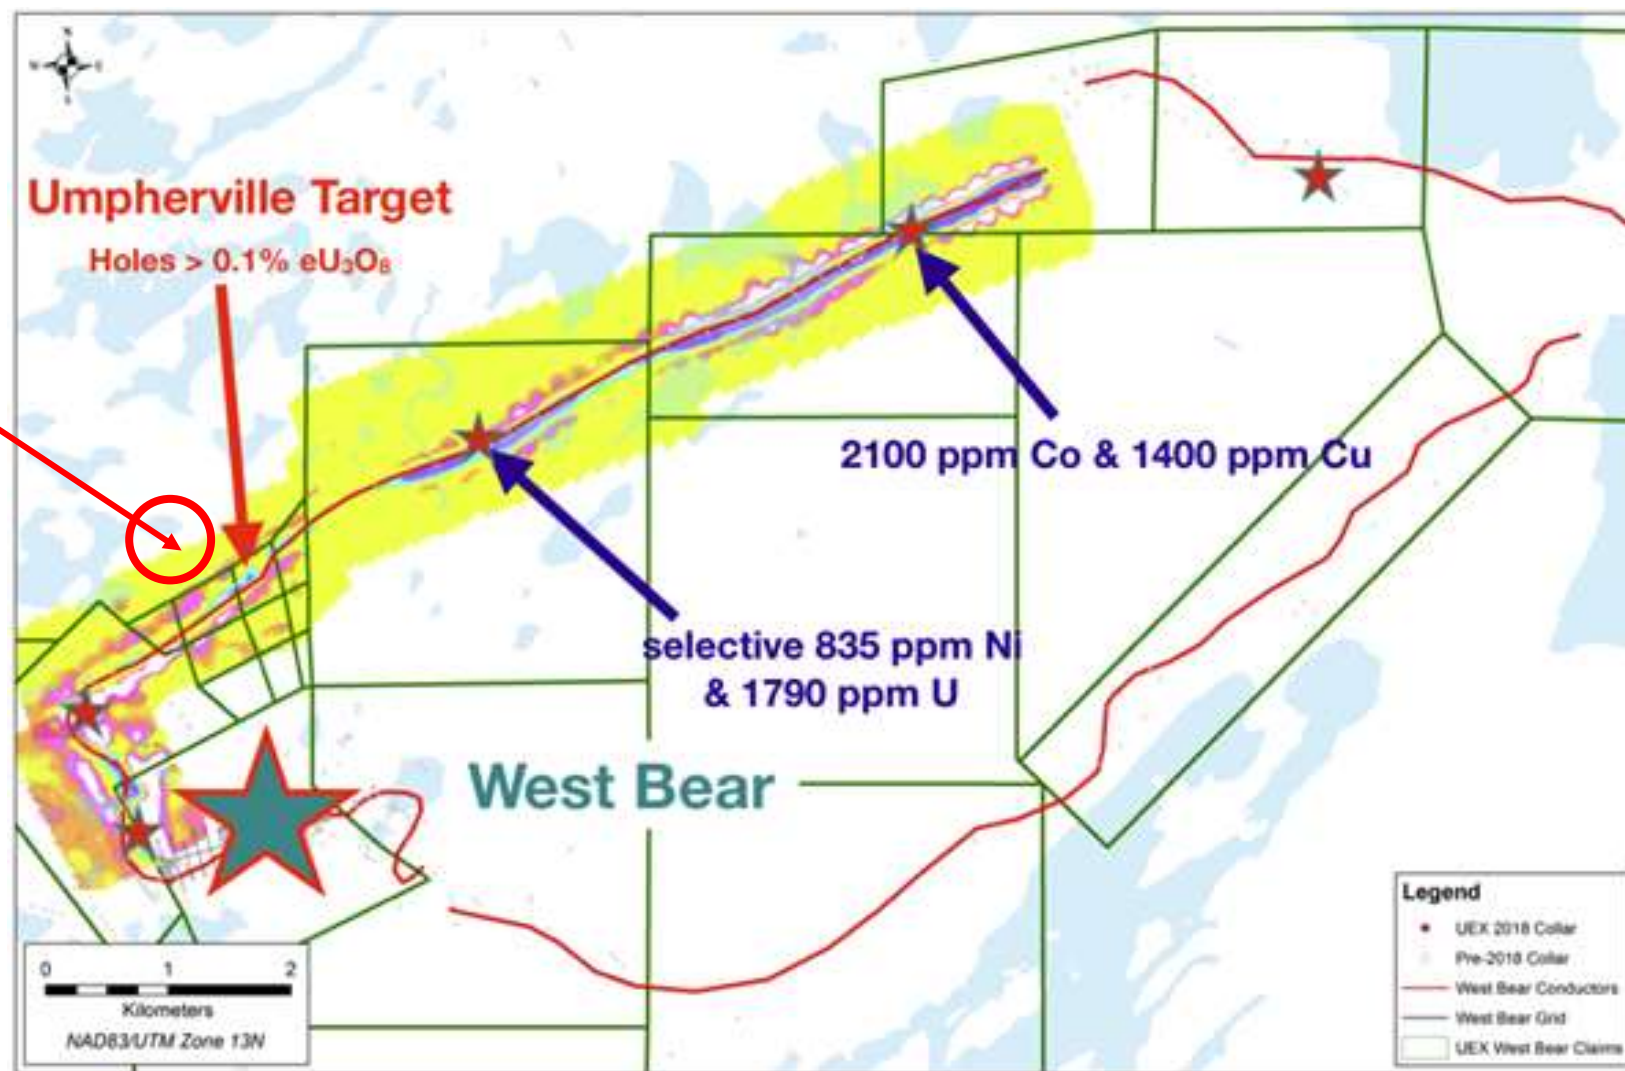 N
Umpherville Target
Holes > 0.1% eU₃O₈
2100 ppm Co & 1400 ppm Cu
selective 835 ppm Ni
& 1790 ppm U
West Bear
0 1 2
Kilometers
NAD83/UTM Zone 13N
Legend
UEX 2018 Collar
Pre-2018 Collar
West Bear Conductors
West Bear Grid
UEX West Bear Claims